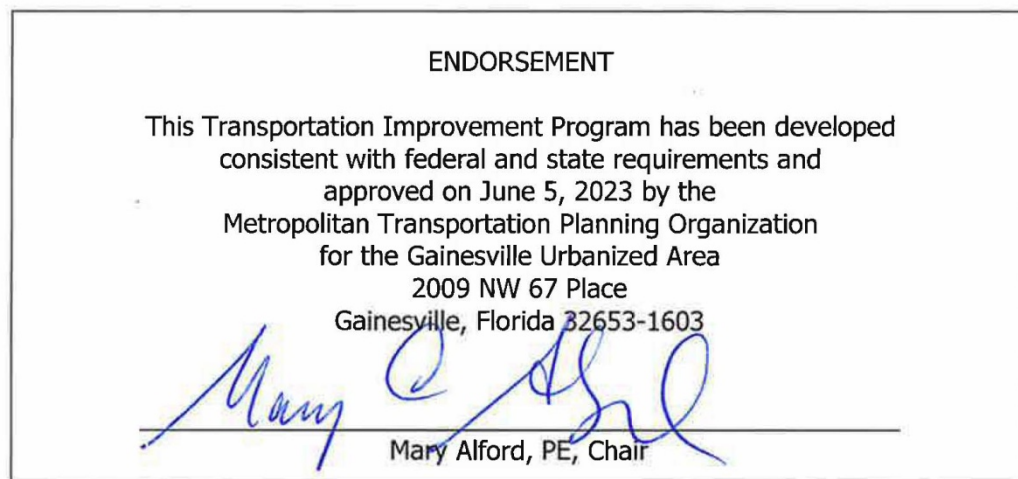 ENDORSEMENT
This Transportation Improvement Program has been developed
consistent with federal and state requirements and
approved on June 5, 2023 by the
Metropolitan Transportation Planning Organization
for the Gainesville Urbanized Area
2009 NW 67 Place
Gainesville, Florida 32653-1603
Mary C Alford
Mary Alford, PE, Chair